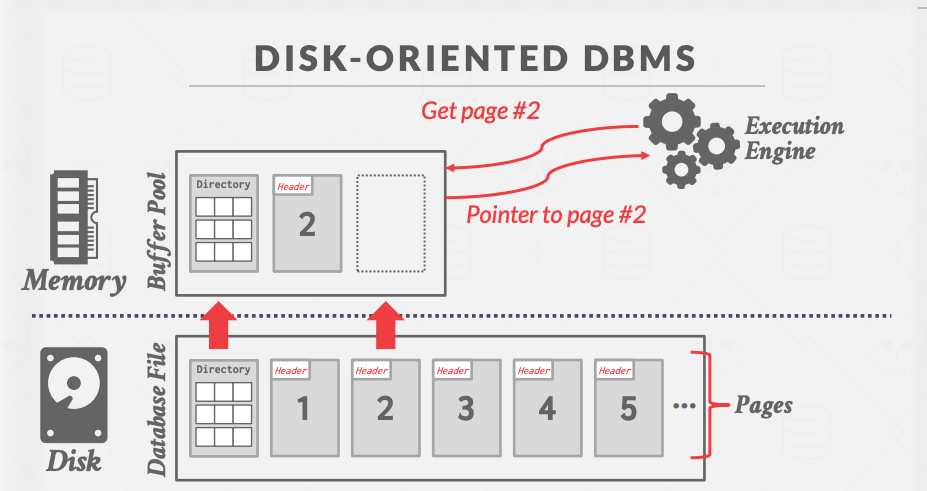 DISK-ORIENTED DBMS
Get page #2
Execution
Engine
Pointer to page #2
Memory
Buffer Pool
Directory
Header
2
Disk
Database File
Directory
Header
1
Header
2
Header
3
Header
4
Header
5
...
Pages